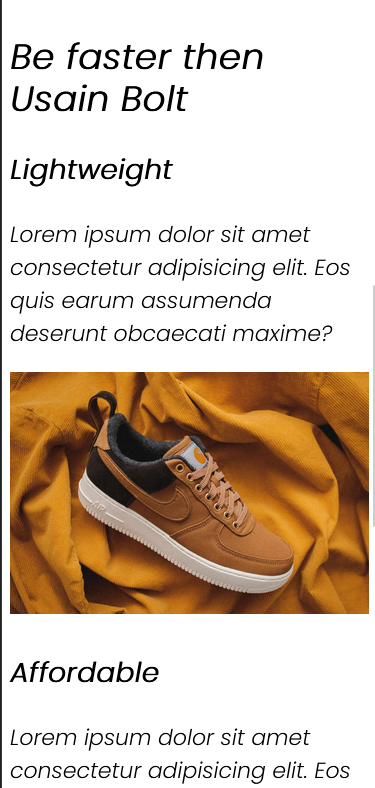 Be faster then
Usain Bolt
Lightweight
Lorem ipsum dolor sit amet
consectetur adipisicing elit. Eos
quis earum assumenda
deserunt obcaecati maxime?
Affordable
Lorem ipsum dolor sit amet
consectetur adipisicing elit. Eos